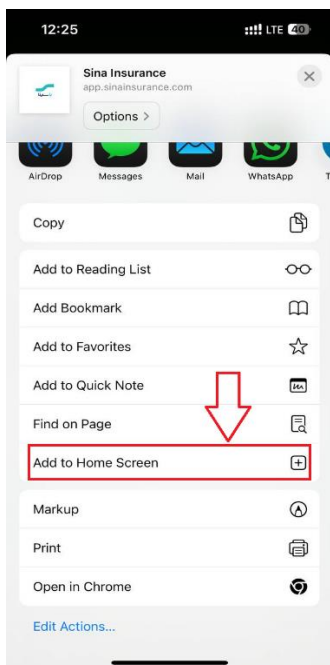 12:25
LTE 40
Sina Insurance
app.sinainsurance.com
Options >
AirDrop
Messages
Mail
WhatsApp
T
Copy
Add to Reading List
Add Bookmark
Add to Favorites
Add to Quick Note
Find on Page
Add to Home Screen
Markup
Print
Open in Chrome
Edit Actions...